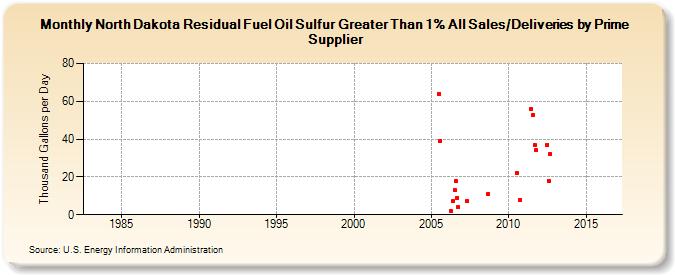 Monthly North Dakota Residual Fuel Oil Sulfur Greater Than 1% All Sales/Deliveries by Prime
Supplier
Thousand Gallons per Day
80
60
40
20
0
1985 1990 1995 2000 2005 2010 2015
Source: U.S. Energy Information Administration